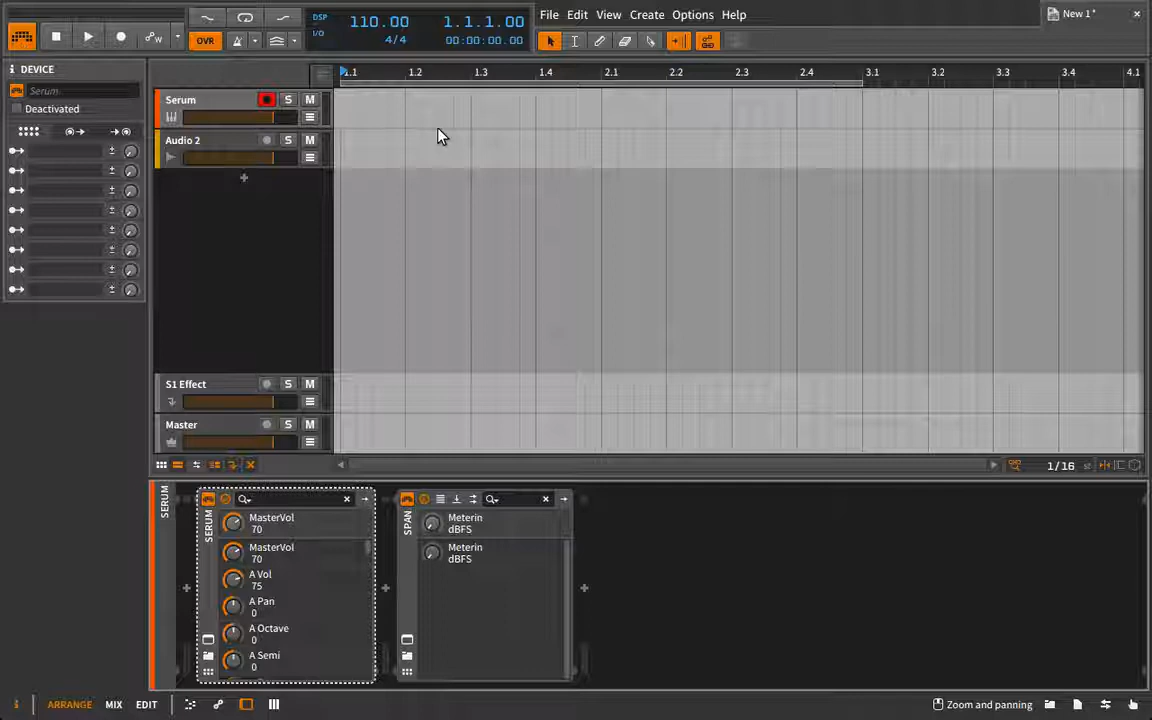 DSP
I/O
110.00
1.1.1.00
4/4
00:00:00.00
OVR
File Edit View Create Options Help
New 1*
DEVICE
Serum
Deactivated
1.1 1.2 1.3 1.4 2.1 2.2 2.3 2.4 3.1 3.2 3.3 3.4 4.1
Serum S M
Audio 2 S M
S1 Effect S M
Master S M
1/16
SERUM
SERUM
MasterVol
70
MasterVol
70
A Vol
75
A Pan
0
A Octave
0
A Semi
0
SPAN
Meterin
dBFS
Meterin
dBFS
ARRANGE MIX EDIT
Zoom and panning